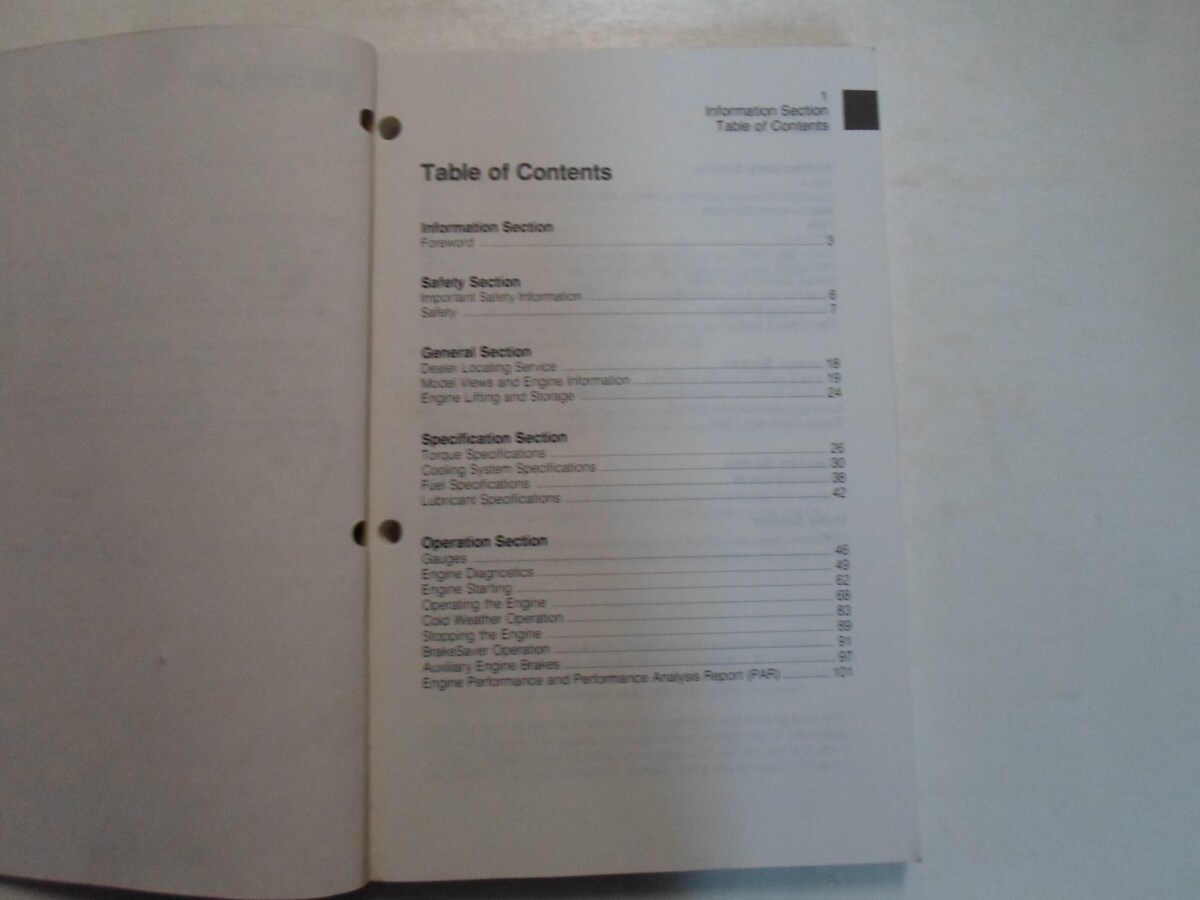 1
Information Section
Table of Contents
Table of Contents
Information Section
Foreword 3
Safety Section
Important Safety Information 6
Safety 7
General Section
Dealer Locating Service 18
Model Views and Engine Information 19
Engine Lifting and Storage 24
Specification Section
Torque Specifications 26
Cooling System Specifications 30
Fuel Specifications 38
Lubricant Specifications 42
Operation Section
Gauges 46
Engine Diagnostics 49
Engine Starting 62
Operating the Engine 68
Cold Weather Operation 83
Stopping the Engine 89
BrakeSaver Operation 91
Auxiliary Engine Brakes 97
Engine Performance and Performance Analysis Report (PAR) 101